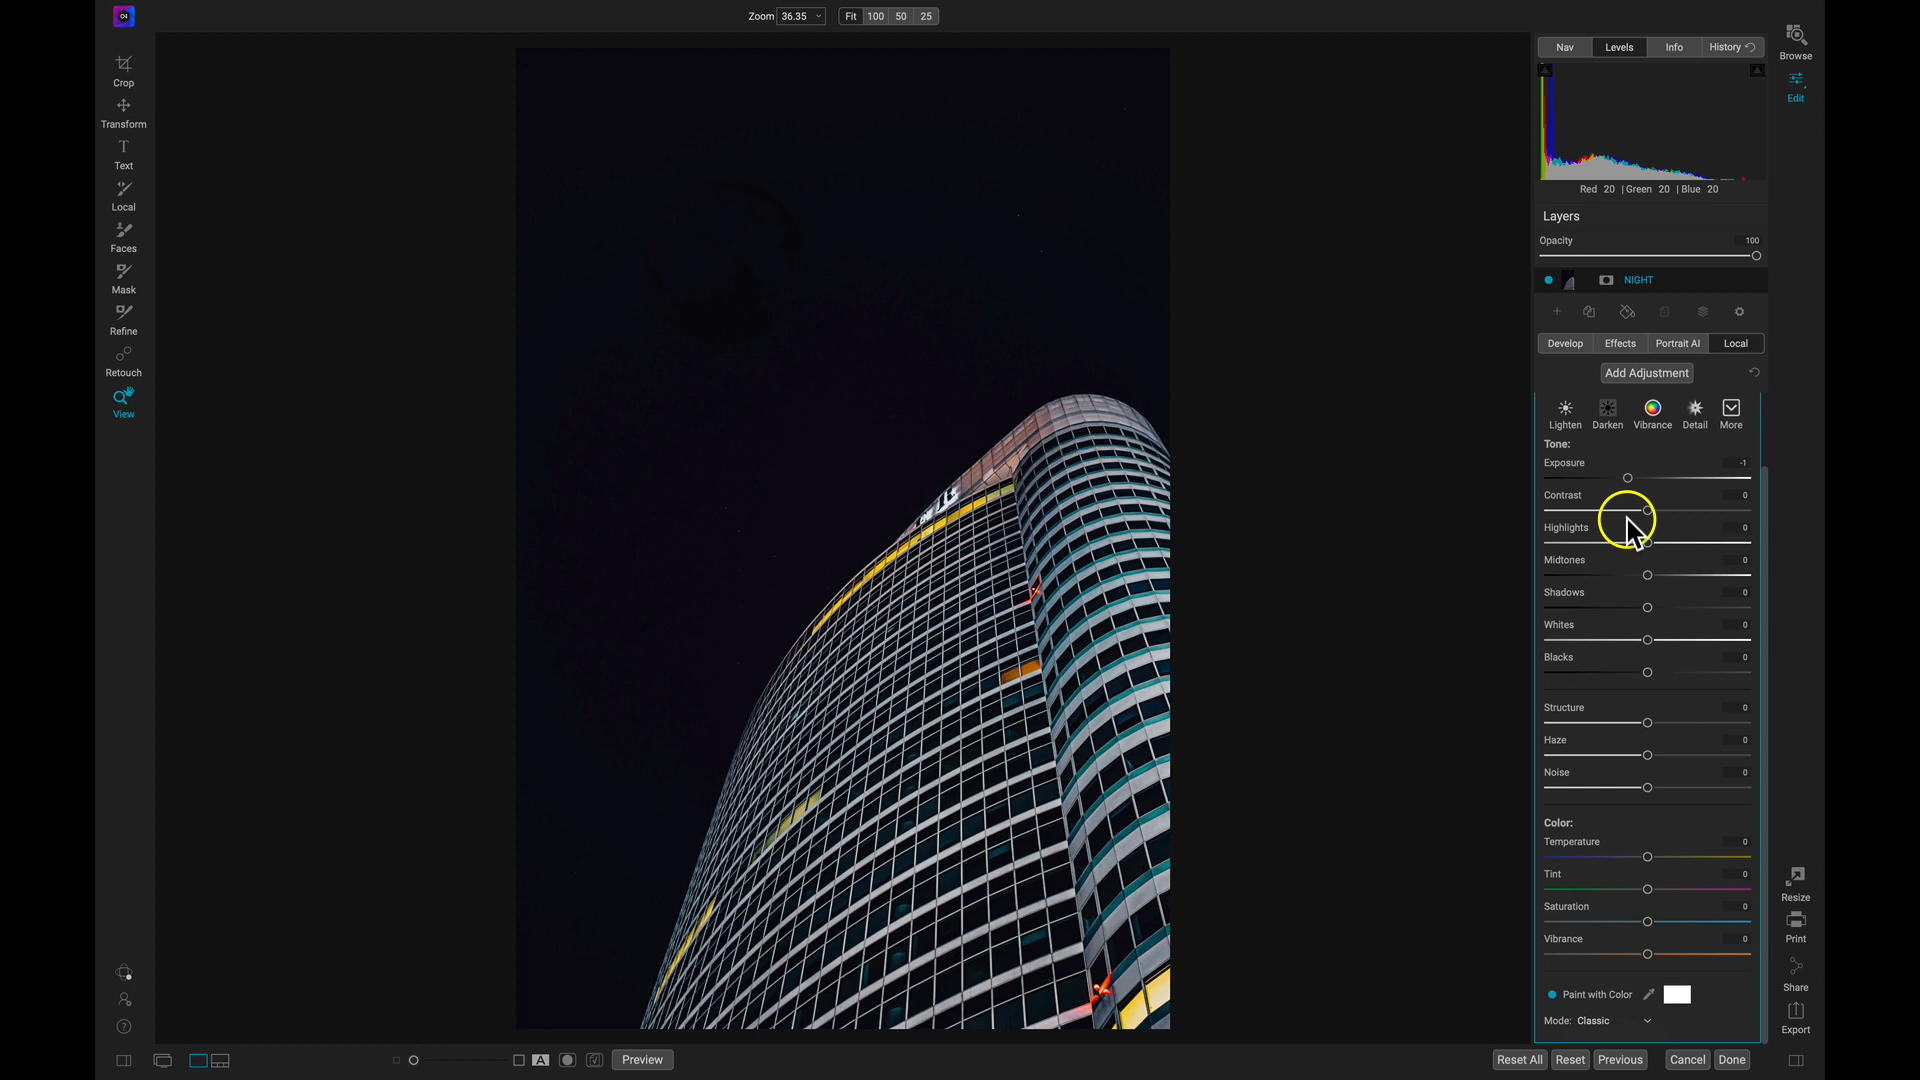 ON
Zoom 36.35 Fit 100 50 25
Crop
Transform
Text
Local
Faces
Mask
Refine
Retouch
View
Nav Levels Info History
Red 20 | Green 20 | Blue 20
Layers
Opacity 100
NIGHT
Develop Effects Portrait AI Local
Add Adjustment
Lighten Darken Vibrance Detail More
Tone:
Exposure -1
Contrast 0
Highlights 0
Midtones 0
Shadows 0
Whites 0
Blacks 0
Structure 0
Haze 0
Noise 0
Color:
Temperature 0
Tint 0
Saturation 0
Vibrance 0
Paint with Color
Mode: Classic
Browse
Edit
Resize
Print
Share
Export
?
A
Preview
Reset All Reset Previous Cancel Done